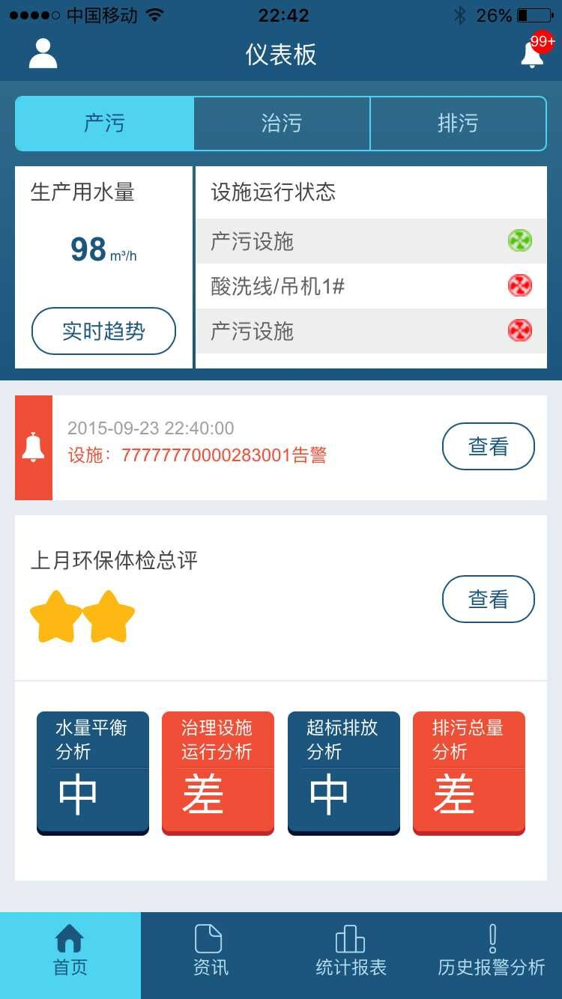 中国移动 22:42 26%
仪表板 99+
产污 治污 排污
生产用水量
98 m³/h
实时趋势
设施运行状态
产污设施
酸洗线/吊机1#
产污设施
2015-09-23 22:40:00
设施：77777770000283001告警
查看
上月环保体检总评
查看
水量平衡
分析
中
治理设施
运行分析
差
超标排放
分析
中
排污总量
分析
差
首页 资讯 统计报表 历史报警分析